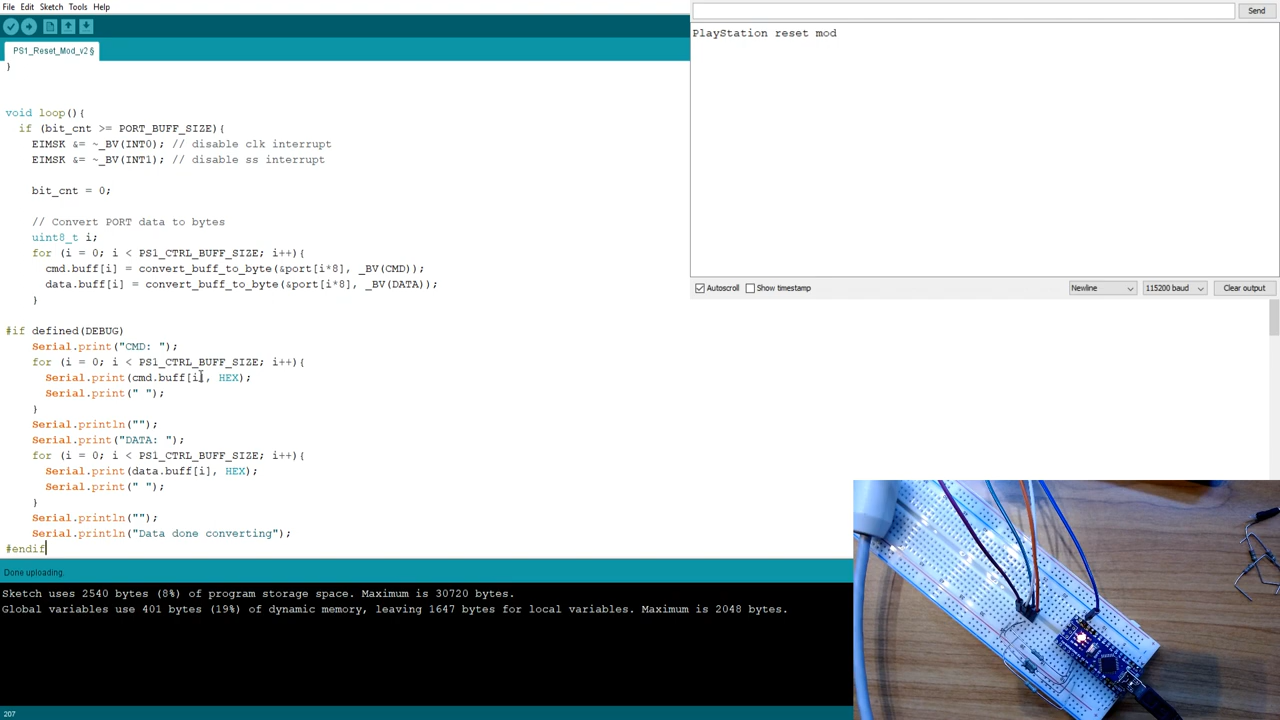 File Edit Sketch Tools Help
PS1_Reset_Mod_v2 §
}
void loop(){
if (bit_cnt >= PORT_BUFF_SIZE){
EIMSK &= ~_BV(INT0); // disable clk interrupt
EIMSK &= ~_BV(INT1); // disable ss interrupt
bit_cnt = 0;
// Convert PORT data to bytes
uint8_t i;
for (i = 0; i < PS1_CTRL_BUFF_SIZE; i++){
cmd.buff[i] = convert_buff_to_byte(&port[i*8], _BV(CMD));
data.buff[i] = convert_buff_to_byte(&port[i*8], _BV(DATA));
}
#if defined(DEBUG)
Serial.print("CMD: ");
for (i = 0; i < PS1_CTRL_BUFF_SIZE; i++){
Serial.print(cmd.buff[i], HEX);
Serial.print(" ");
}
Serial.println("");
Serial.print("DATA: ");
for (i = 0; i < PS1_CTRL_BUFF_SIZE; i++){
Serial.print(data.buff[i], HEX);
Serial.print(" ");
}
Serial.println("");
Serial.println("Data done converting");
#endif
Done uploading.
Sketch uses 2540 bytes (8%) of program storage space. Maximum is 30720 bytes.
Global variables use 401 bytes (19%) of dynamic memory, leaving 1647 bytes for local variables. Maximum is 2048 bytes.
207
Send
PlayStation reset mod
Autoscroll Show timestamp Newline 115200 baud Clear output